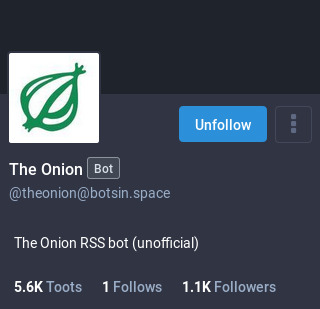 Unfollow
The Onion Bot
@theonion@botsin.space
The Onion RSS bot (unofficial)
5.6K Toots 1 Follows 1.1K Followers